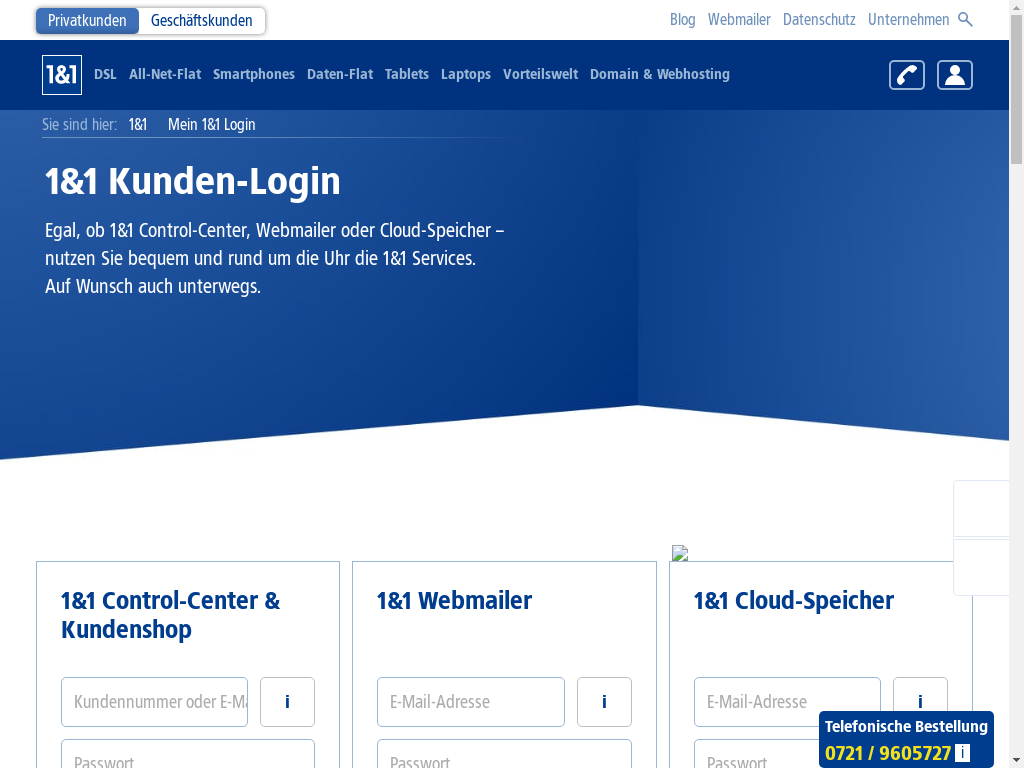 Privatkunden Geschäftskunden Blog Webmailer Datenschutz Unternehmen
1&1 DSL All-Net-Flat Smartphones Daten-Flat Tablets Laptops Vorteilswelt Domain & Webhosting
Sie sind hier: 1&1 Mein 1&1 Login
1&1 Kunden-Login
Egal, ob 1&1 Control-Center, Webmailer oder Cloud-Speicher –
nutzen Sie bequem und rund um die Uhr die 1&1 Services.
Auf Wunsch auch unterwegs.
1&1 Control-Center &
Kundenshop
Kundennummer oder E-Ma i
Passwort
1&1 Webmailer
E-Mail-Adresse i
Passwort
1&1 Cloud-Speicher
E-Mail-Adresse i
Passwort
Telefonische Bestellung
0721 / 9605727 i